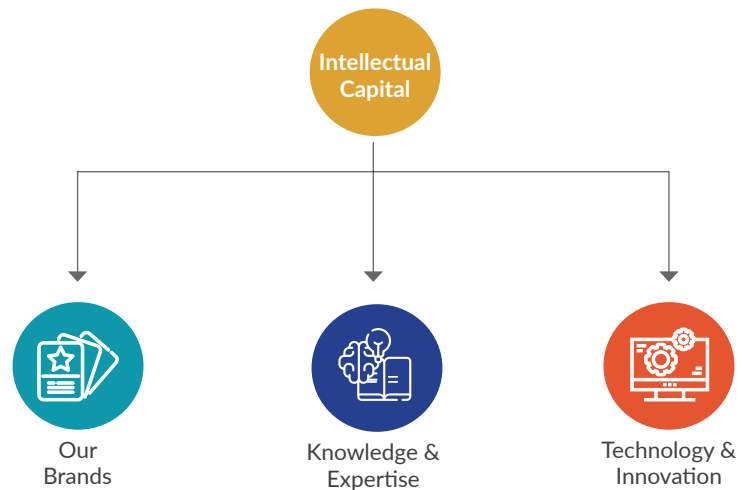 Intellectual
Capital
Our
Brands
Knowledge &
Expertise
Technology &
Innovation